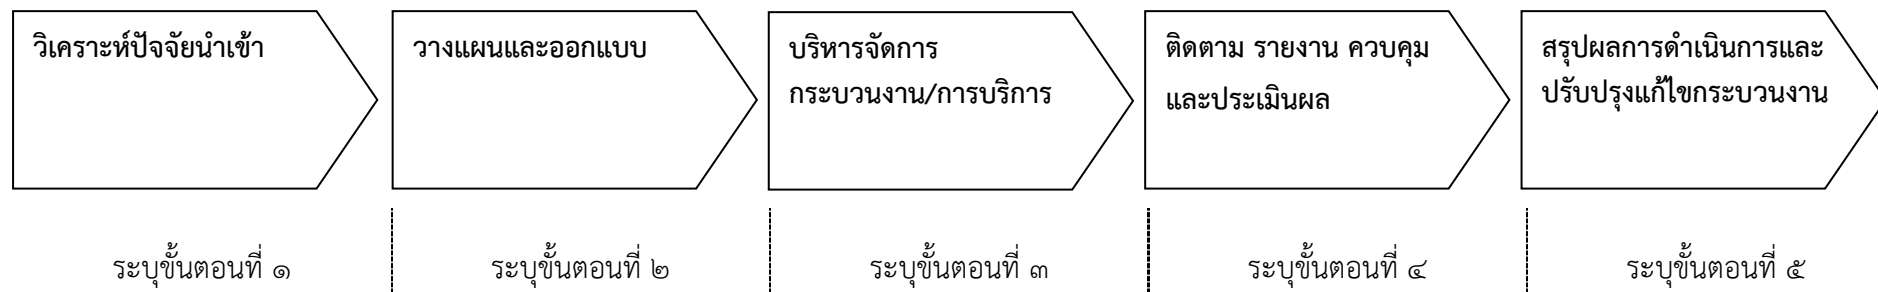 วิเคราะห์ปัจจัยนำเข้า
วางแผนและออกแบบ
บริหารจัดการ
กระบวนงาน/การบริการ
ติดตาม รายงาน ควบคุม
และประเมินผล
สรุปผลการดำเนินการและ
ปรับปรุงแก้ไขกระบวนงาน
ระบุขั้นตอนที่ ๑
ระบุขั้นตอนที่ ๒
ระบุขั้นตอนที่ ๓
ระบุขั้นตอนที่ ๔
ระบุขั้นตอนที่ ๕